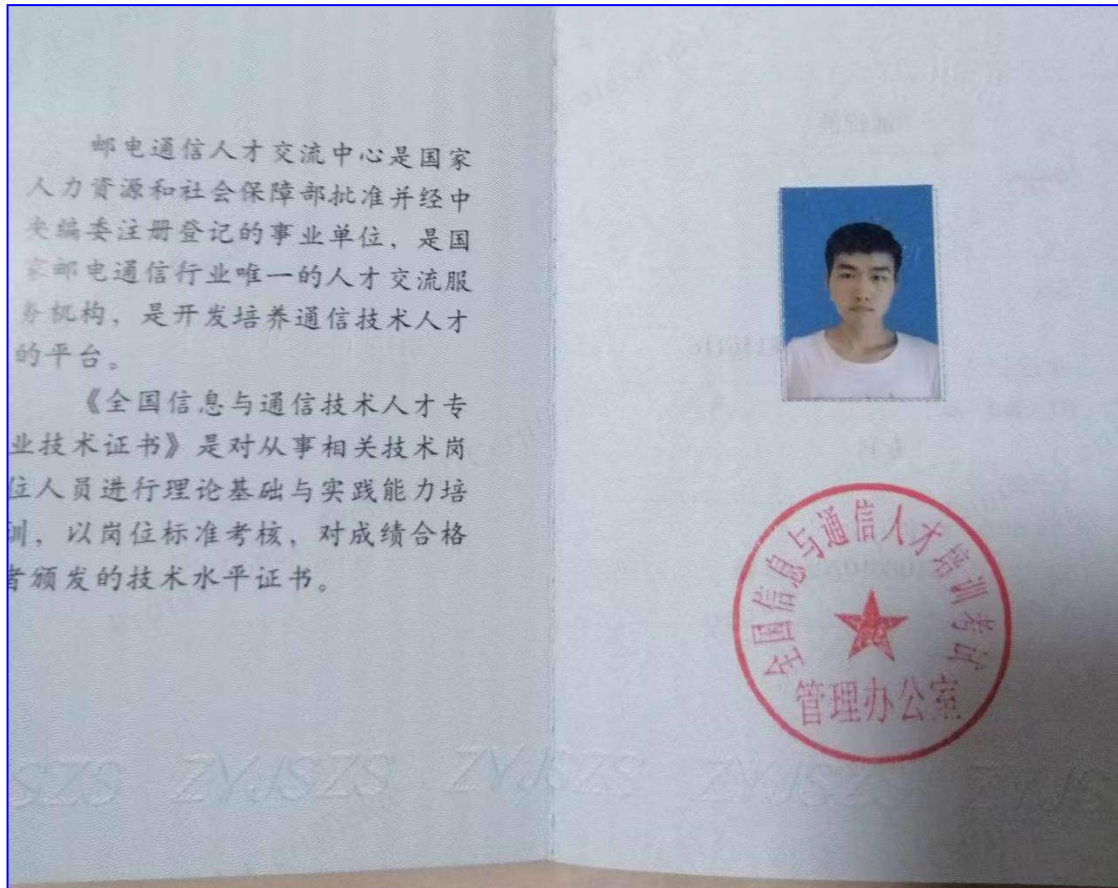 邮电通信人才交流中心是国家
人力资源和社会保障部批准并经中
央编委注册登记的事业单位，是国
家邮电通信行业唯一的人才交流服
务机构，是开发培养通信技术人才
的平台。
《全国信息与通信技术人才专
业技术证书》是对从事相关技术岗
位人员进行理论基础与实践能力培
训，以岗位标准考核，对成绩合格
者颁发的技术水平证书。
全国信息与通信人才培训考试
管理办公室
SZS ZYJSZS ZYJSZS ZYJSZS ZYJS